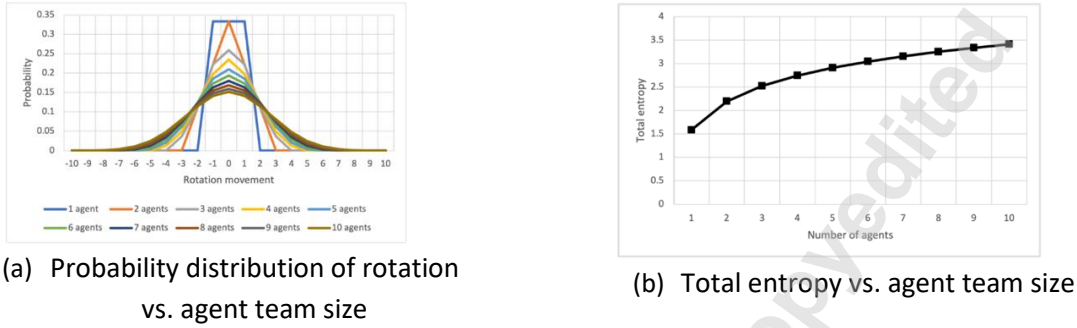 0.35
0.3
0.25
0.2
0.15
0.1
0.05
0
Probability
-10 -9 -8 -7 -6 -5 -4 -3 -2 -1 0 1 2 3 4 5 6 7 8 9 10
Rotation movement
1 agent 2 agents 3 agents 4 agents 5 agents
6 agents 7 agents 8 agents 9 agents 10 agents
(a) Probability distribution of rotation
vs. agent team size
4
3.5
3
2.5
2
1.5
1
0.5
0
Total entropy
1 2 3 4 5 6 7 8 9 10
Number of agents
(b) Total entropy vs. agent team size
opyedited